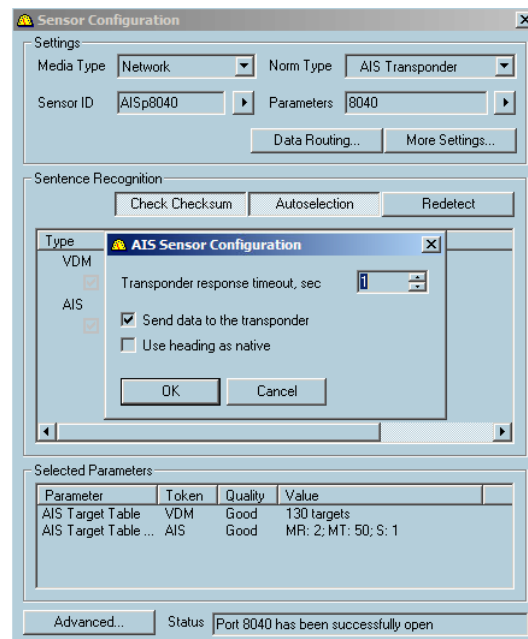 Sensor Configuration
Settings
Media Type Network Norm Type AIS Transponder
Sensor ID AISp8040 Parameters 8040
Data Routing... More Settings...
Sentence Recognition
Check Checksum Autoselection Redetect
Type
VDM
AIS
AIS Sensor Configuration
Transponder response timeout, sec 1
Send data to the transponder
Use heading as native
OK Cancel
Selected Parameters
Parameter Token Quality Value
AIS Target Table VDM Good 130 targets
AIS Target Table ... AIS Good MR: 2; MT: 50; S: 1
Advanced... Status Port 8040 has been successfully open